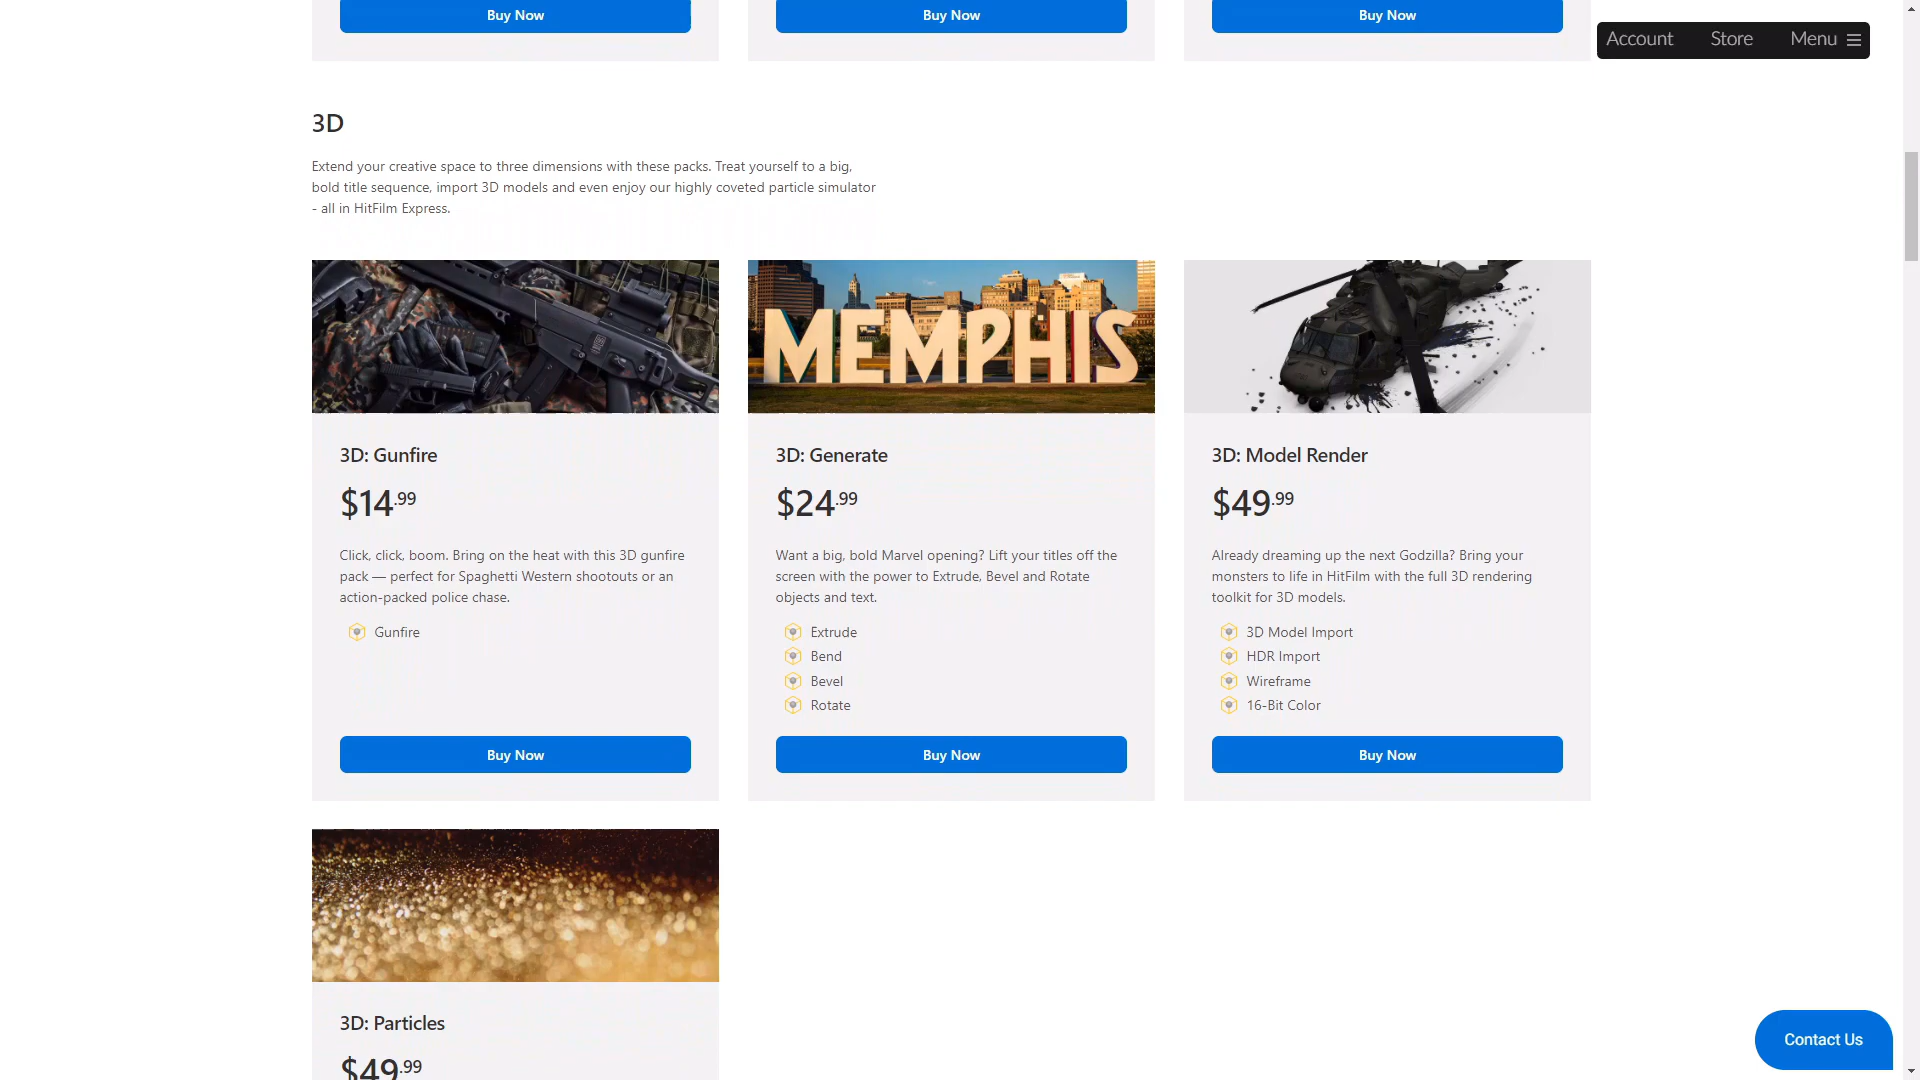 Buy Now
Buy Now
Buy Now
Account
Store
Menu
3D
Extend your creative space to three dimensions with these packs. Treat yourself to a big,
bold title sequence, import 3D models and even enjoy our highly coveted particle simulator
- all in HitFilm Express.
MEMPHIS
3D: Gunfire
$14.99
Click, click, boom. Bring on the heat with this 3D gunfire
pack — perfect for Spaghetti Western shootouts or an
action-packed police chase.
Gunfire
Buy Now
3D: Generate
$24.99
Want a big, bold Marvel opening? Lift your titles off the
screen with the power to Extrude, Bevel and Rotate
objects and text.
Extrude
Bend
Bevel
Rotate
Buy Now
3D: Model Render
$49.99
Already dreaming up the next Godzilla? Bring your
monsters to life in HitFilm with the full 3D rendering
toolkit for 3D models.
3D Model Import
HDR Import
Wireframe
16-Bit Color
Buy Now
3D: Particles
$49.99
Contact Us